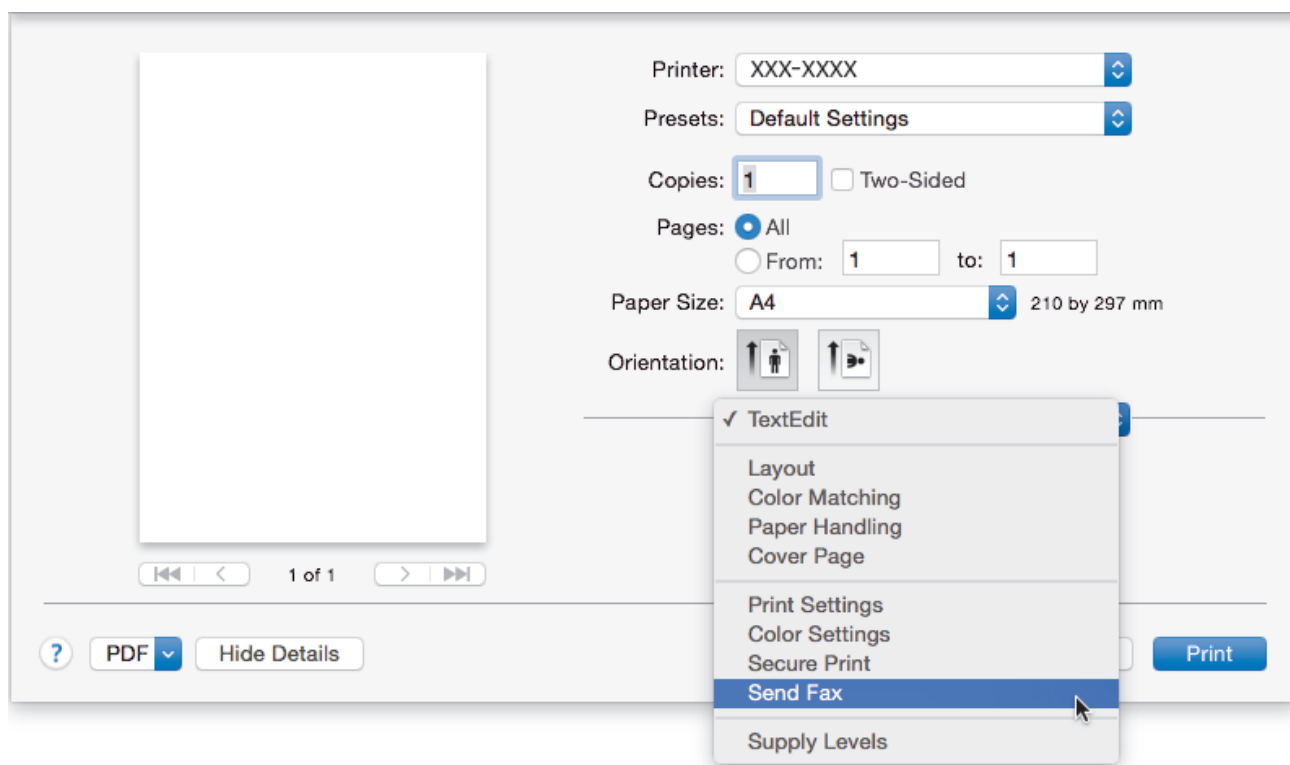 Printer: XXX-XXXX
Presets: Default Settings
Copies: 1 Two-Sided
Pages: All
From: 1 to: 1
Paper Size: A4 210 by 297 mm
Orientation:
✓ TextEdit
Layout
Color Matching
Paper Handling
Cover Page
1 of 1
Print Settings
Color Settings
Secure Print
Send Fax
Supply Levels
? PDF Hide Details Print